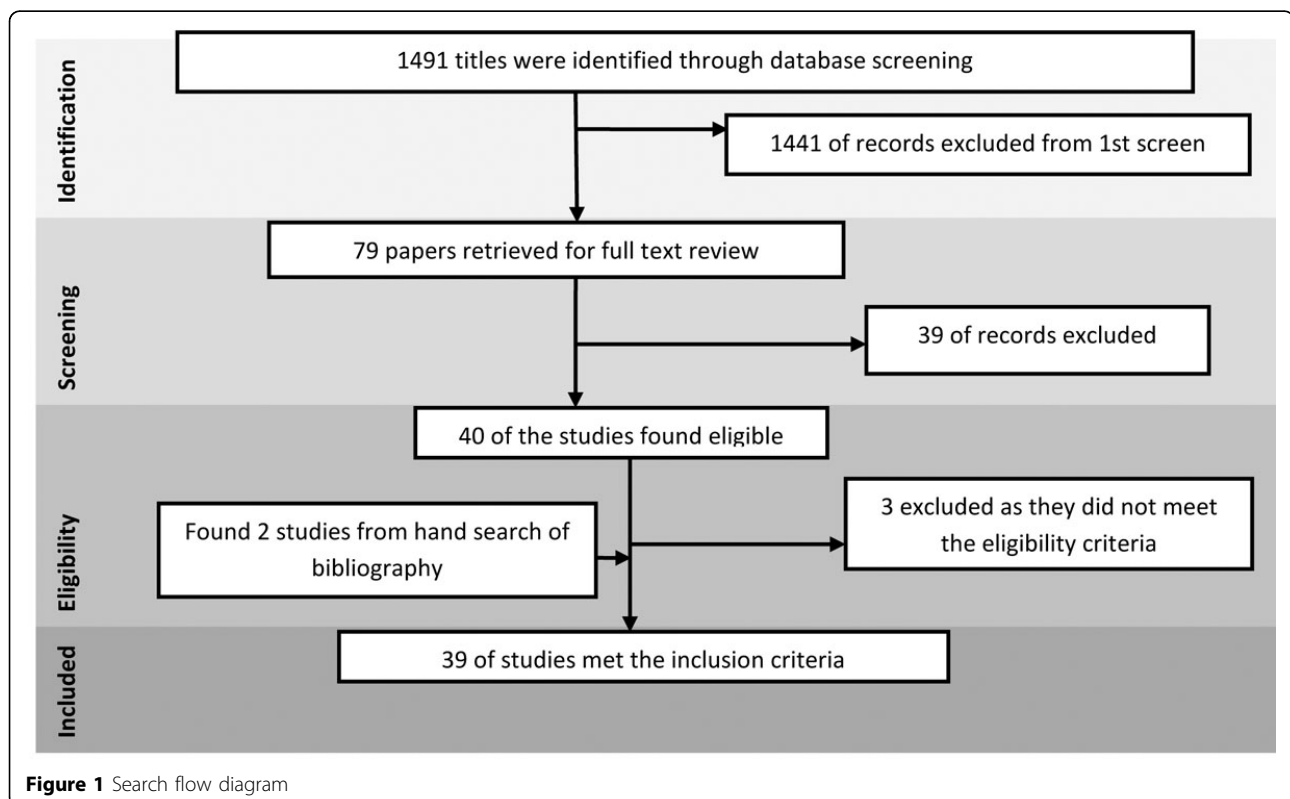 1491 titles were identified through database screening
1441 of records excluded from 1st screen
Identification
79 papers retrieved for full text review
39 of records excluded
Screening
40 of the studies found eligible
Found 2 studies from hand search of
bibliography
3 excluded as they did not meet
the eligibility criteria
Eligibility
39 of studies met the inclusion criteria
Included
Figure 1 Search flow diagram